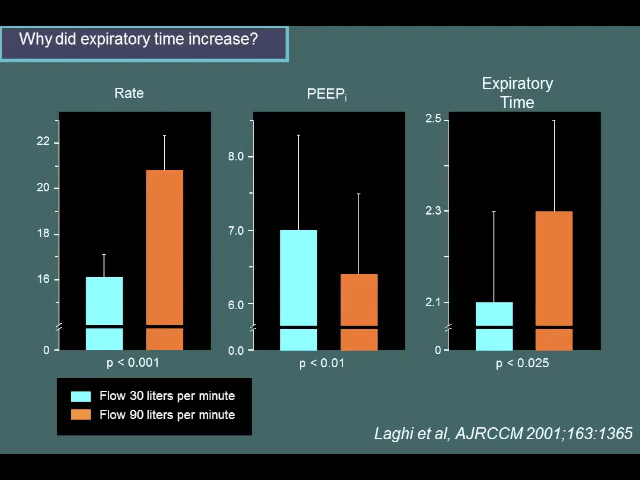 Why did expiratory time increase?
Rate
22
20
18
16
0
p < 0.001
PEEPi
8.0
7.0
6.0
0.0
p < 0.01
Expiratory
Time
2.5
2.3
2.1
0
p < 0.025
Flow 30 liters per minute
Flow 90 liters per minute
Laghi et al, AJRCCM 2001;163:1365